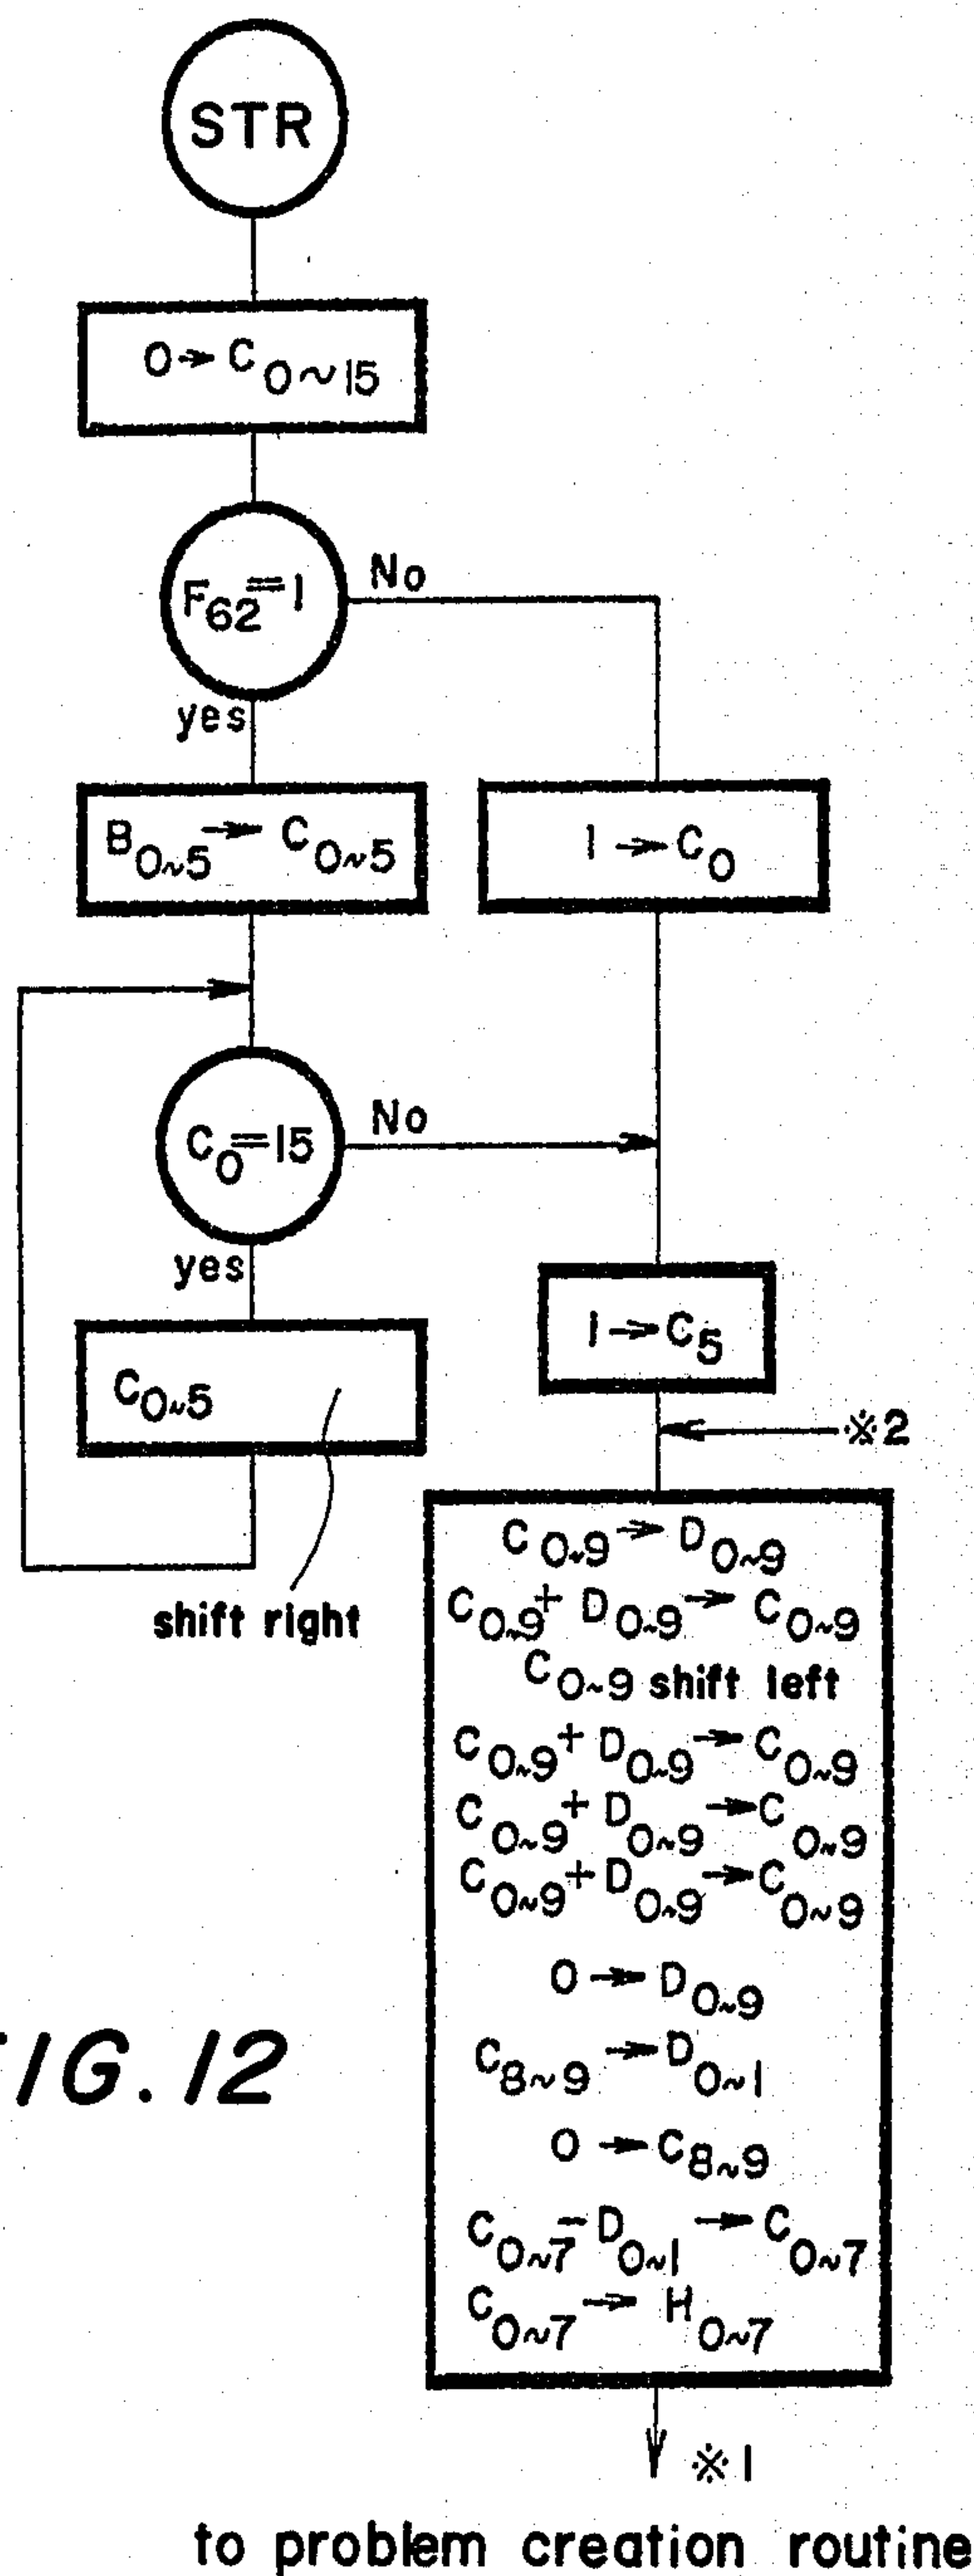 STR
0→C0~15
F62=1
No
yes
B0~5→C0~5
1→C0
C0=15
No
yes
1→C5
C0~5
※2
shift right
C0~9→D0~9
C0~9+D0~9→C0~9
C0~9 shift left
C0~9+D0~9→C0~9
C0~9+D0~9→C0~9
C0~9+D0~9→C0~9
0→D0~9
C8~9→D0~1
0→C8~9
C0~7-D0~1→C0~7
C0~7→H0~7
FIG. 12
※1
to problem creation routine